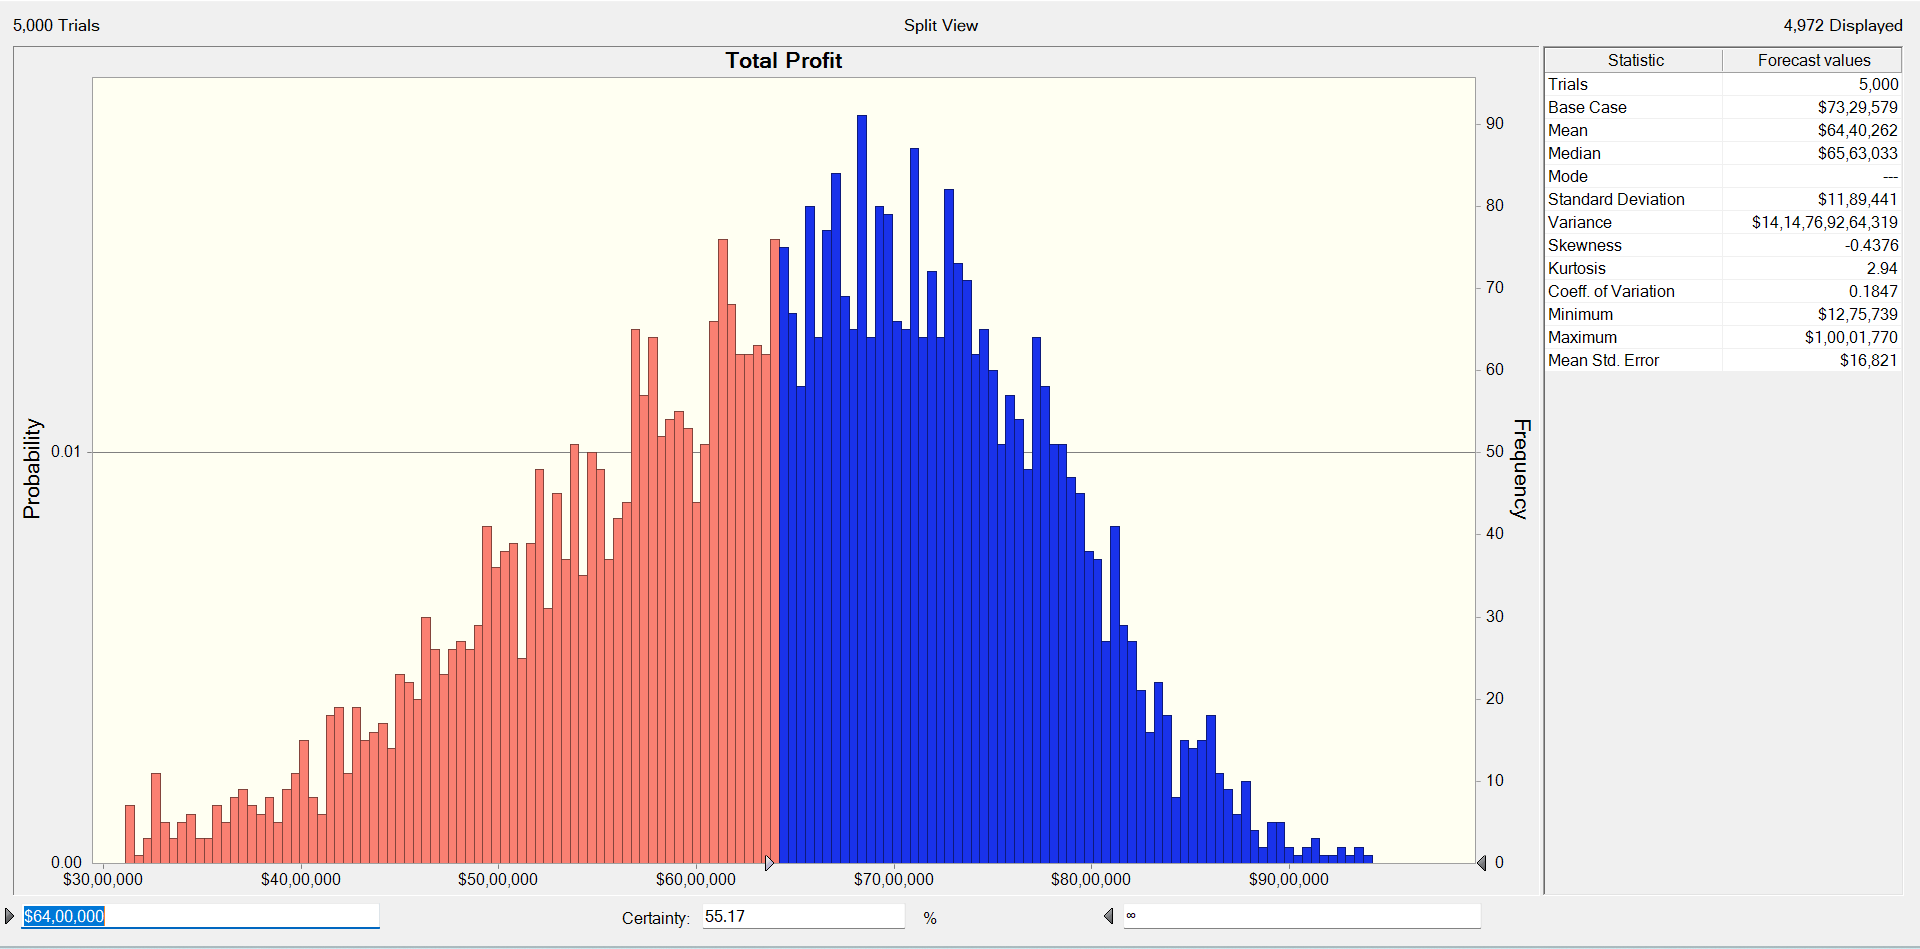 5,000 Trials
Split View
4,972 Displayed
Total Profit
Probability
0.01
0.00
90
80
70
60
50
40
30
20
10
0
Frequency
$30,00,000
$40,00,000
$50,00,000
$60,00,000
$70,00,000
$80,00,000
$90,00,000
Statistic Forecast values
Trials 5,000
Base Case $73,29,579
Mean $64,40,262
Median $65,63,033
Mode ---
Standard Deviation $11,89,441
Variance $14,14,76,92,64,319
Skewness -0.4376
Kurtosis 2.94
Coeff. of Variation 0.1847
Minimum $12,75,739
Maximum $1,00,01,770
Mean Std. Error $16,821
$64,00,000
Certainty: 55.17 %
∞